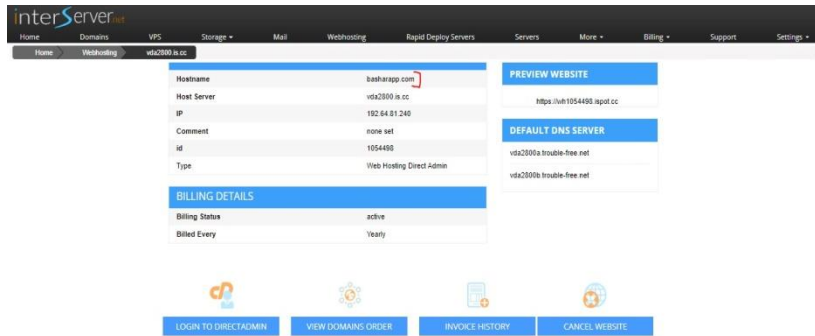 interServer.net
Home Domains VPS Storage Mail Webhosting Rapid Deploy Servers Servers More Billing Support Settings
Home Webhosting vda2800.is.cc
Hostname basharapp.com
Host Server vda2800.is.cc
IP 192.64.81.240
Comment none set
id 1054498
Type Web Hosting Direct Admin
BILLING DETAILS
Billing Status active
Billed Every Yearly
PREVIEW WEBSITE
https://wh1054498.ispot.cc
DEFAULT DNS SERVER
vda2800a.trouble-free.net
vda2800b.trouble-free.net
LOGIN TO DIRECTADMIN VIEW DOMAINS ORDER INVOICE HISTORY CANCEL WEBSITE